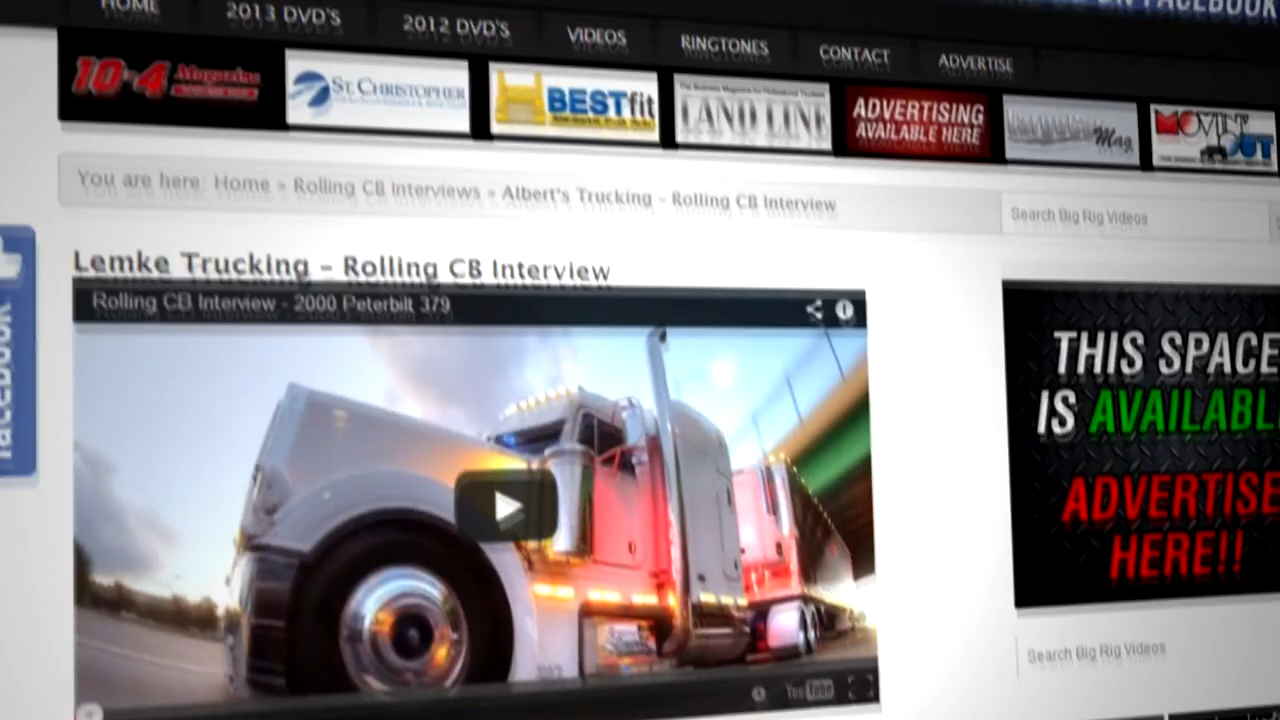 HOME 2013 DVD'S 2012 DVD'S VIDEOS RINGTONES CONTACT ADVERTISE
ON FACEBOOK
10-4 Magazine
ST. CHRISTOPHER
BESTfit
LAND LINE
ADVERTISING
AVAILABLE HERE
Mag
MOVIN' OUT
You are here: Home » Rolling CB Interviews » Albert's Trucking – Rolling CB Interview
Search Big Rig Videos
Lemke Trucking – Rolling CB Interview
Rolling CB Interview - 2000 Peterbilt 379
facebook
THIS SPACE
IS AVAILABL
ADVERTISE
HERE!!
YouTube
Search Big Rig Videos